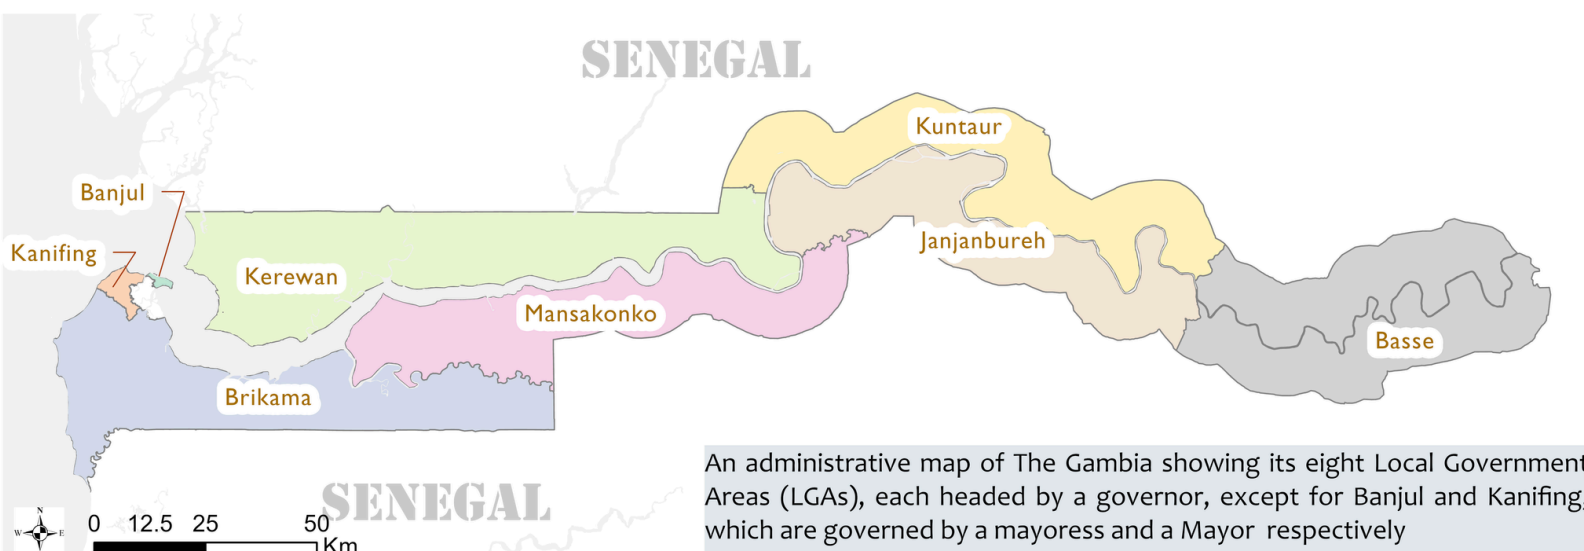 SENEGAL
Kuntaur
Banjul
Kanifing
Janjanbureh
Kerewan
Mansakonko
Basse
Brikama
An administrative map of The Gambia showing its eight Local Government
Areas (LGAs), each headed by a governor, except for Banjul and Kanifing,
which are governed by a mayoress and a Mayor respectively
SENEGAL
N
W E
0 12.5 25 50
Km